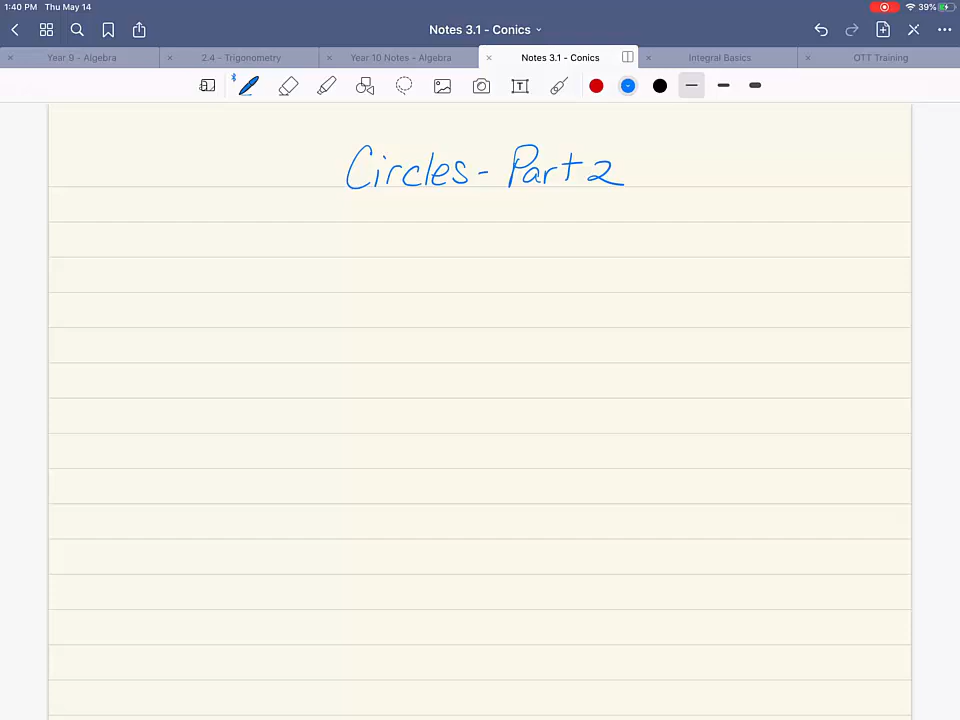 1:40 PM Thu May 14
39%
Notes 3.1 - Conics
Year 9 - Algebra
2.4 - Trigonometry
Year 10 Notes - Algebra
Notes 3.1 - Conics
Integral Basics
OTT Training
T
Circles - Part 2